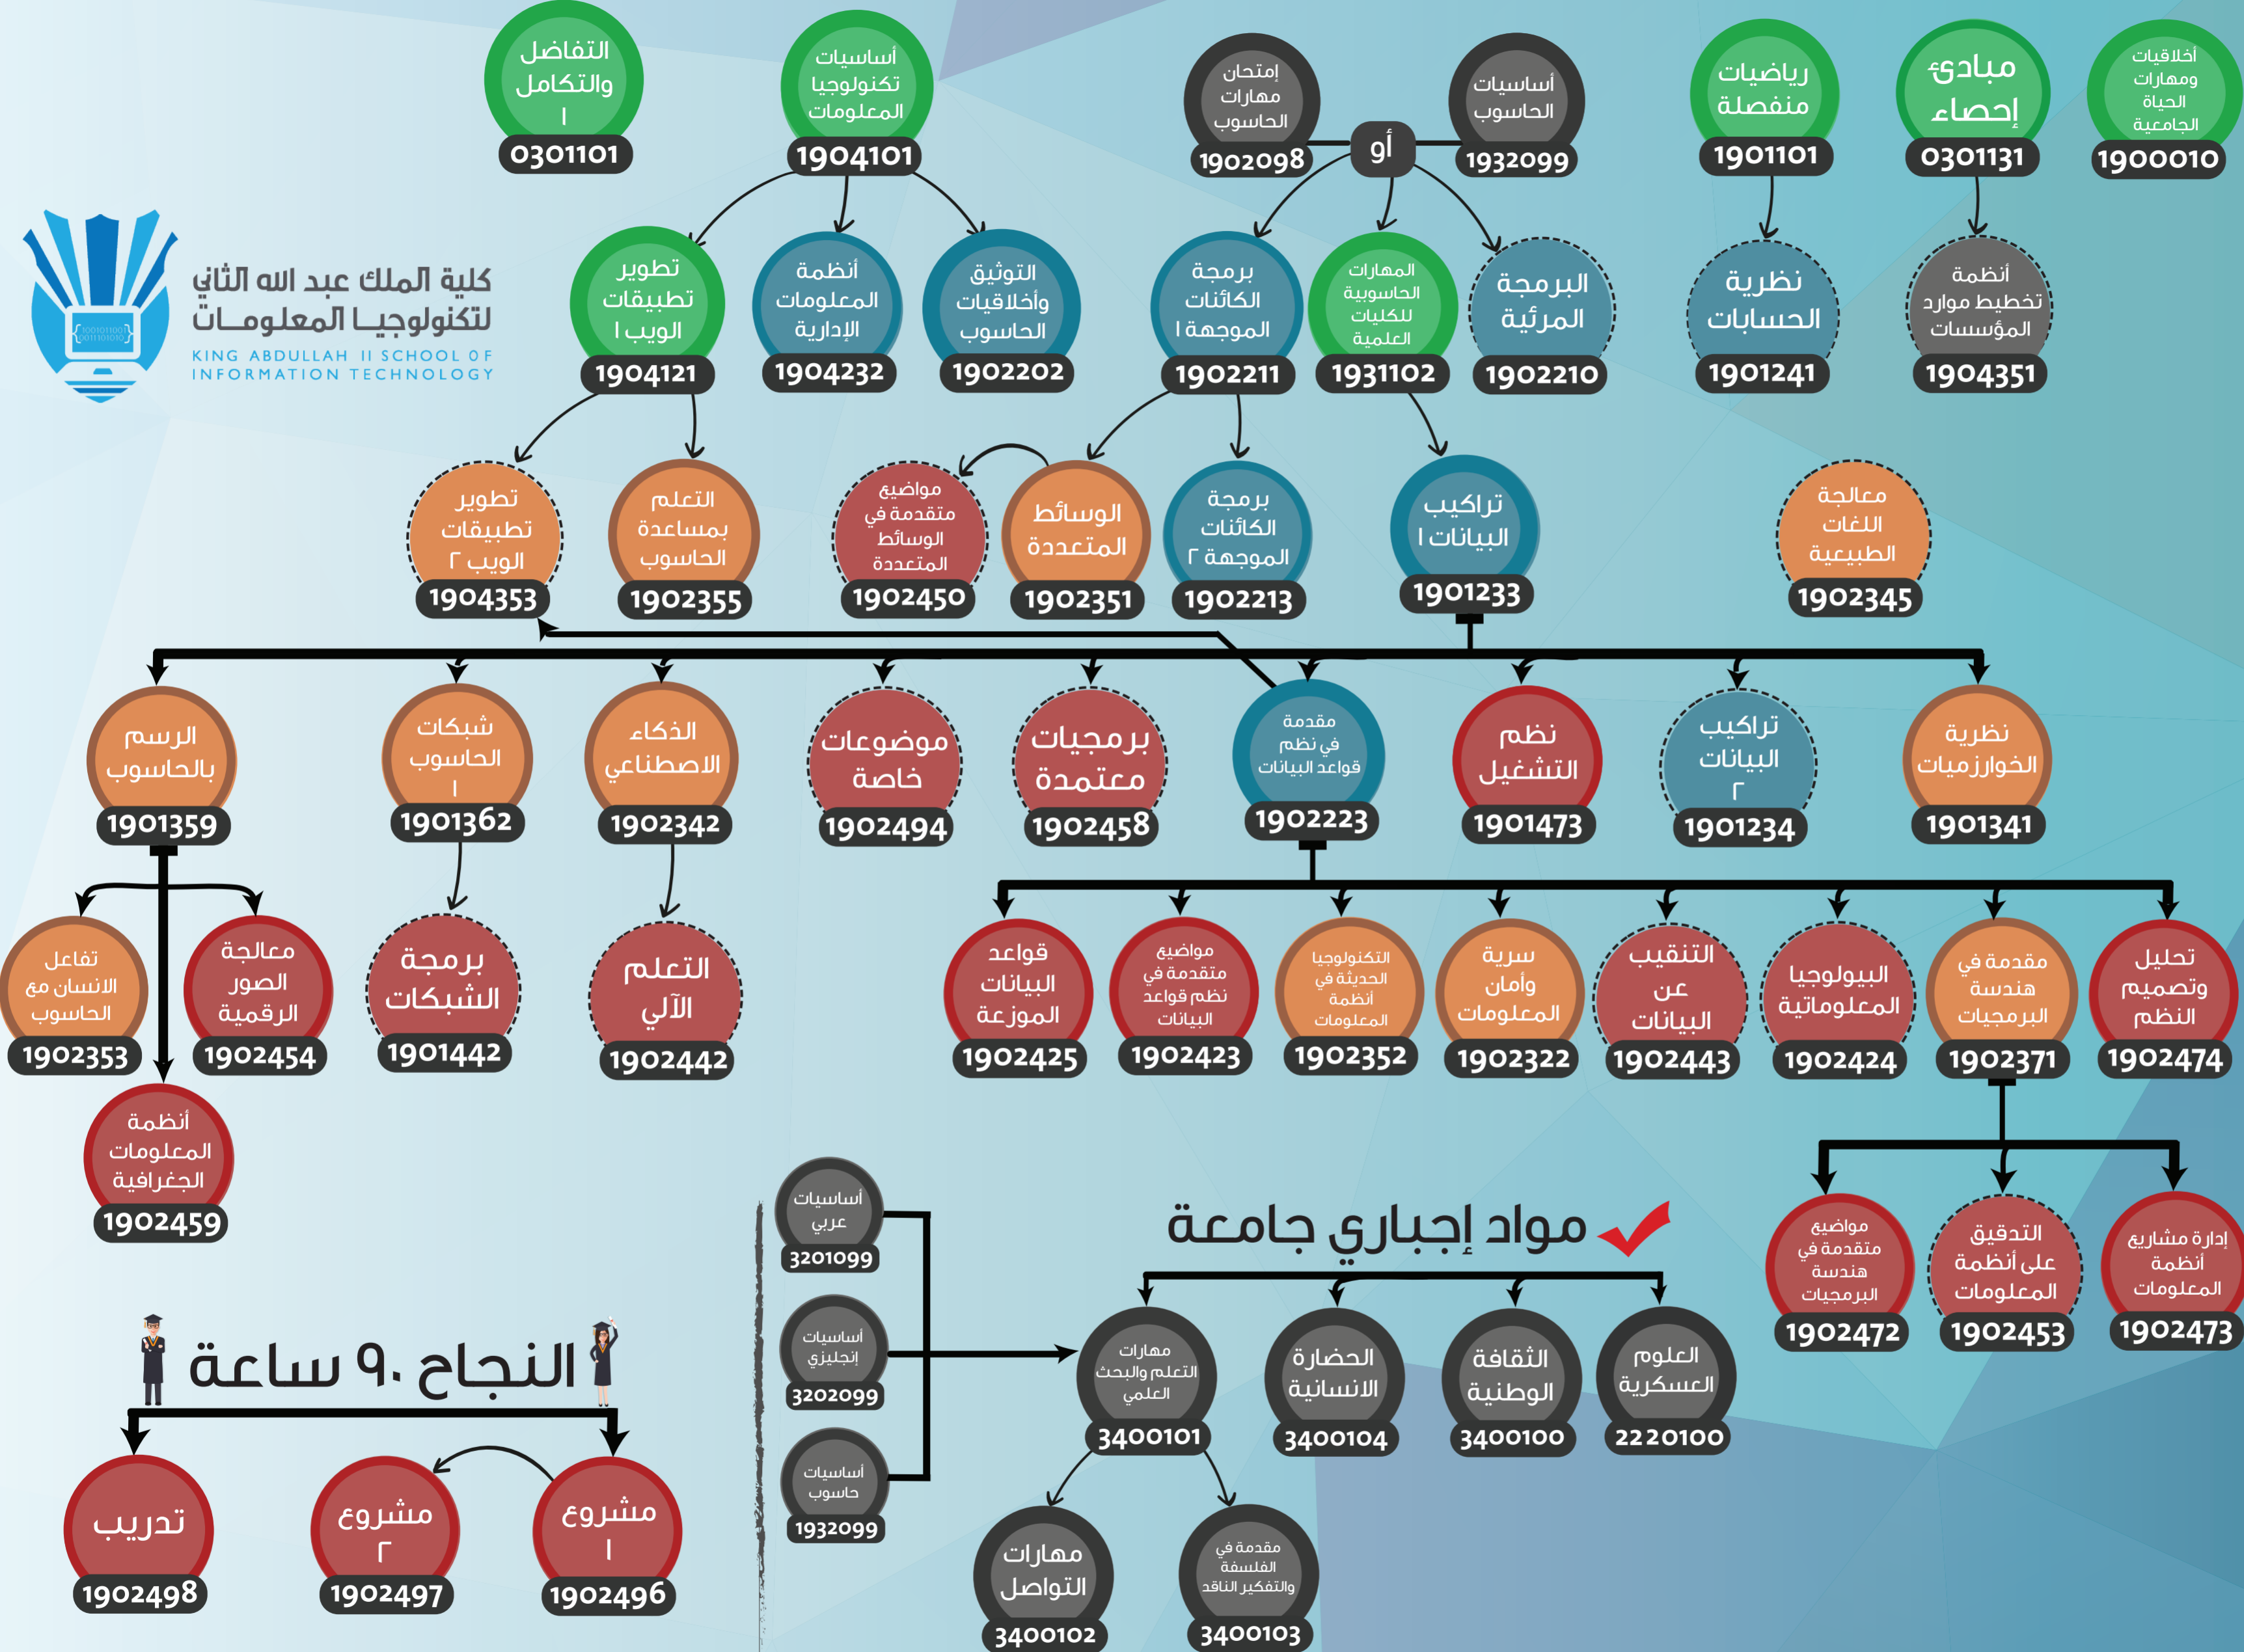 التفاضل
والتكامل
١
0301101
أساسيات
تكنولوجيا
المعلومات
1904101
إمتحان
مهارات
الحاسوب
1902098
أو
أساسيات
الحاسوب
1932099
رياضيات
منفصلة
1901101
مبادئ
إحصاء
0301131
أخلاقيات
ومهارات
الحياة
الجامعية
1900010
كلية الملك عبد الله الثاني
لتكنولوجيا المعلومات
KING ABDULLAH II SCHOOL OF
INFORMATION TECHNOLOGY
1001011001
0011101010
تطوير
تطبيقات
الويب ١
1904121
أنظمة
المعلومات
الإدارية
1904232
التوثيق
وأخلاقيات
الحاسوب
1902202
برمجة
الكائنات
الموجهة ١
1902211
المهارات
الحاسوبية
للكليات
العلمية
1931102
البرمجة
المرئية
1902210
نظرية
الحسابات
1901241
أنظمة
تخطيط موارد
المؤسسات
1904351
تطوير
تطبيقات
الويب ٢
1904353
التعلم
بمساعدة
الحاسوب
1902355
مواضيع
متقدمة في
الوسائط
المتعددة
1902450
الوسائط
المتعددة
1902351
برمجة
الكائنات
الموجهة ٢
1902213
تراكيب
البيانات ١
1901233
معالجة
اللغات
الطبيعية
1902345
الرسم
بالحاسوب
1901359
شبكات
الحاسوب
١
1901362
الذكاء
الاصطناعي
1902342
موضوعات
خاصة
1902494
برمجيات
معتمدة
1902458
مقدمة
في نظم
قواعد البيانات
1902223
نظم
التشغيل
1901473
تراكيب
البيانات
٢
1901234
نظرية
الخوارزميات
1901341
تفاعل
الانسان مع
الحاسوب
1902353
معالجة
الصور
الرقمية
1902454
برمجة
الشبكات
1901442
التعلم
الآلي
1902442
قواعد
البيانات
الموزعة
1902425
مواضيع
متقدمة في
نظم قواعد
البيانات
1902423
التكنولوجيا
الحديثة في
أنظمة
المعلومات
1902352
سرية
وأمان
المعلومات
1902322
التنقيب
عن
البيانات
1902443
البيولوجيا
المعلوماتية
1902424
مقدمة في
هندسة
البرمجيات
1902371
تحليل
وتصميم
النظم
1902474
أنظمة
المعلومات
الجغرافية
1902459
مواضيع
متقدمة في
هندسة
البرمجيات
1902472
التدقيق
على أنظمة
المعلومات
1902453
إدارة مشاريع
أنظمة
المعلومات
1902473
أساسيات
عربي
3201099
أساسيات
إنجليزي
3202099
أساسيات
حاسوب
1932099
مواد إجباري جامعة
مهارات
التعلم والبحث
العلمي
3400101
الحضارة
الانسانية
3400104
الثقافة
الوطنية
3400100
العلوم
العسكرية
2220100
مهارات
التواصل
3400102
مقدمة في
الفلسفة
والتفكير الناقد
3400103
النجاح ٩٠ ساعة
تدريب
1902498
مشروع
٢
1902497
مشروع
١
1902496